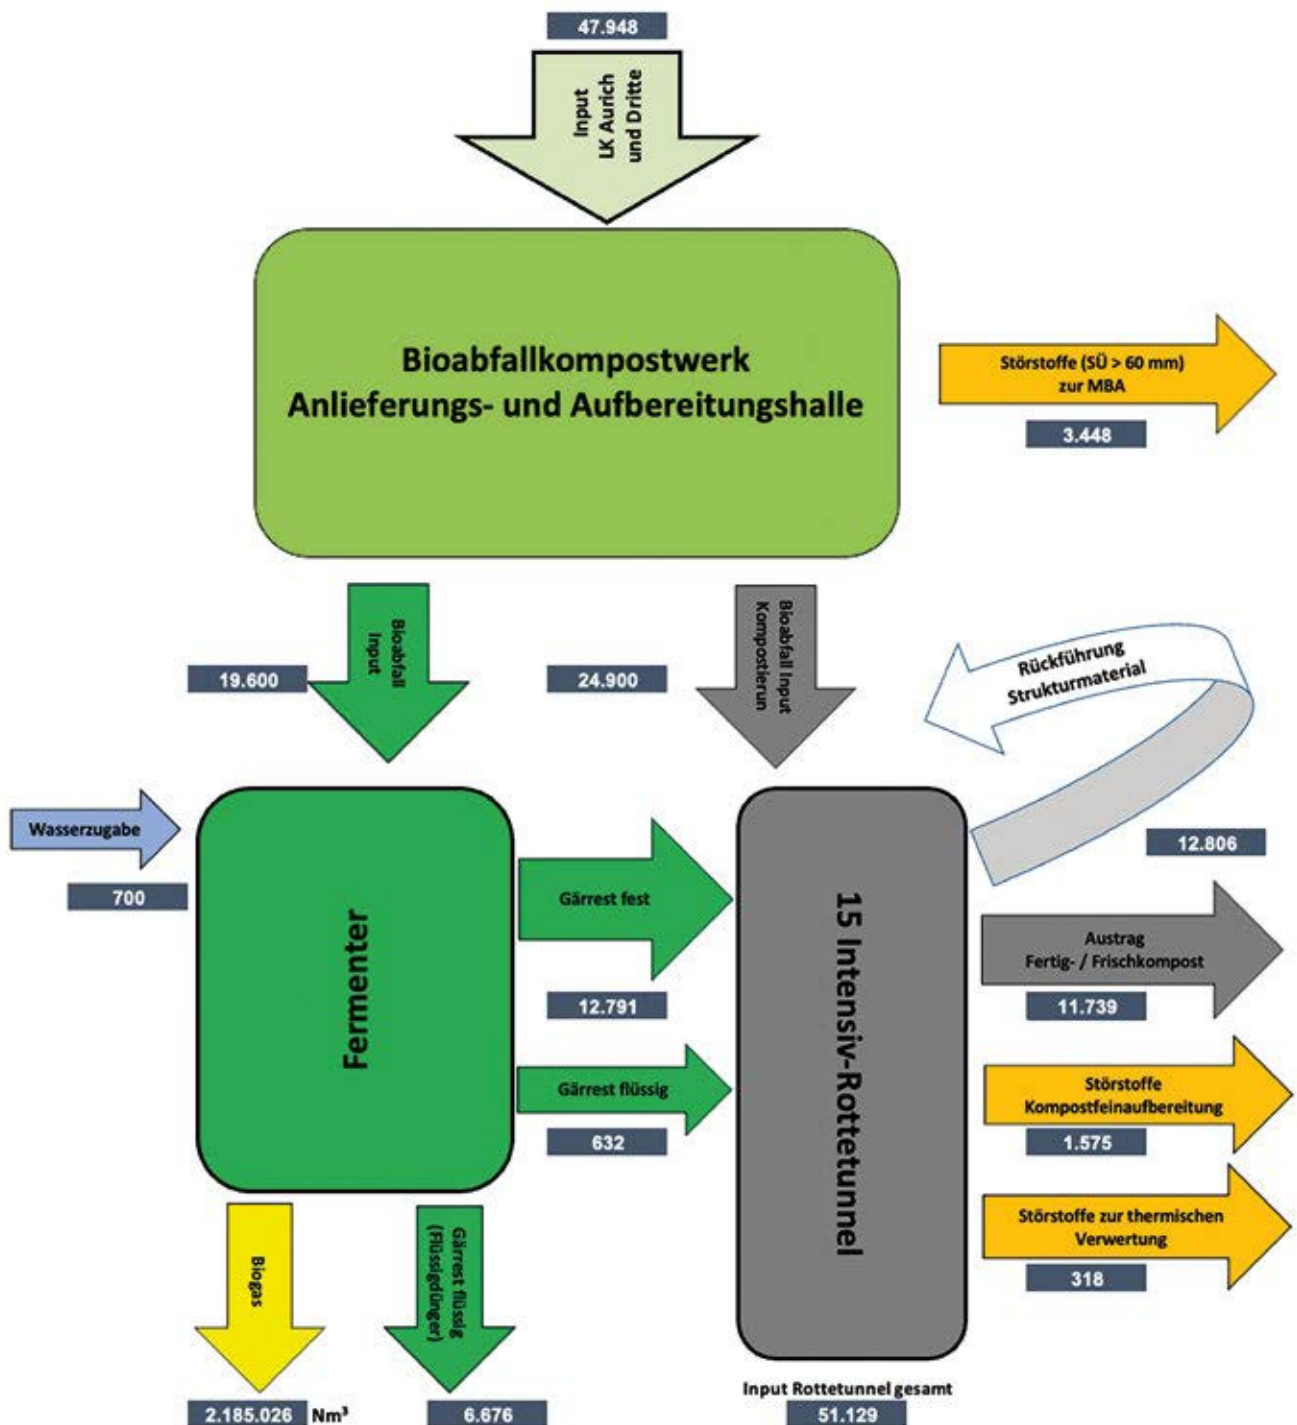 47.948
Input
LK Aurich
und Dritte
Bioabfallkompostwerk
Anlieferungs- und Aufbereitungshalle
Störstoffe (SÜ > 60 mm)
zur MBA
3.448
Bioabfall
Input
19.600
Bioabfall Input
Kompostierun
24.900
Rückführung
Strukturmaterial
12.806
Wasserzugabe
700
Fermenter
Gärrest fest
12.791
Gärrest flüssig
632
15 Intensiv-Rottetunnel
Austrag
Fertig- / Frischkompost
11.739
Störstoffe
Kompostfeinaufbereitung
1.575
Störstoffe zur thermischen
Verwertung
318
Biogas
2.185.026 Nm³
Gärrest flüssig
(Flüssigdünger)
6.676
Input Rottetunnel gesamt
51.129